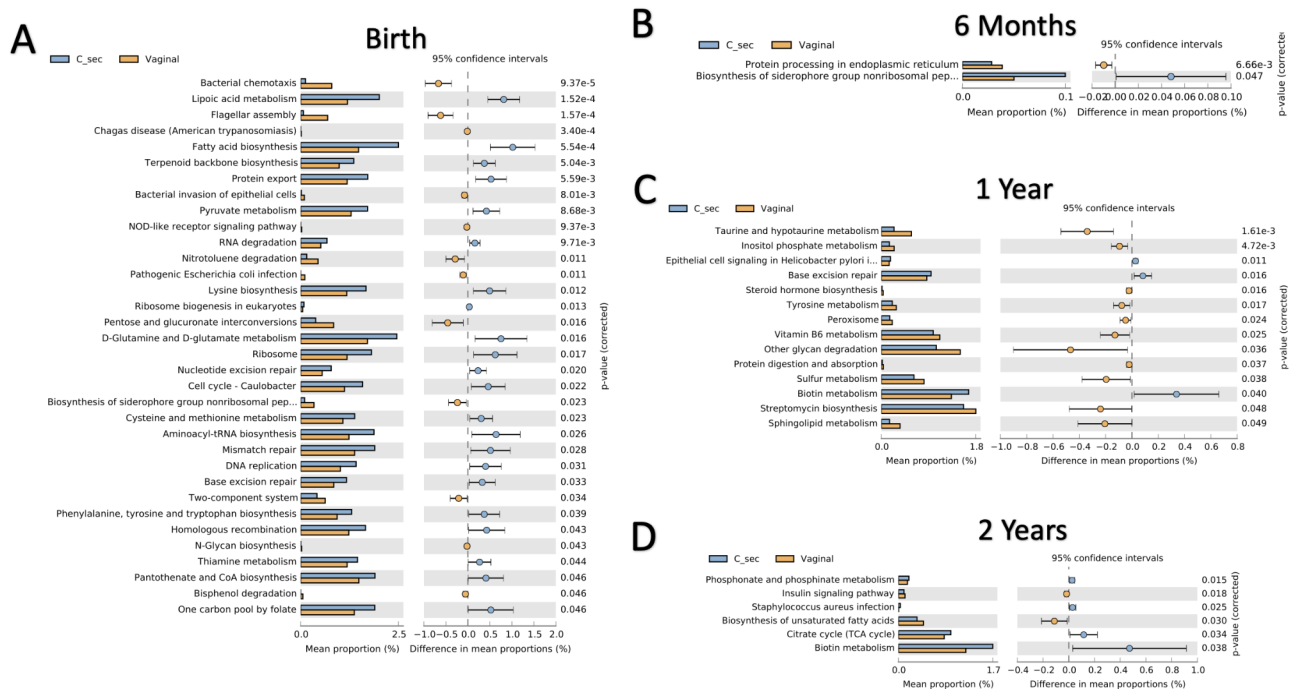 A
Birth
C_sec Vaginal
95% confidence intervals
Bacterial chemotaxis 9.37e-5
Lipoic acid metabolism 1.52e-4
Flagellar assembly 1.57e-4
Chagas disease (American trypanosomiasis) 3.40e-4
Fatty acid biosynthesis 5.54e-4
Terpenoid backbone biosynthesis 5.04e-3
Protein export 5.59e-3
Bacterial invasion of epithelial cells 8.01e-3
Pyruvate metabolism 8.68e-3
NOD-like receptor signaling pathway 9.37e-3
RNA degradation 9.71e-3
Nitrotoluene degradation 0.011
Pathogenic Escherichia coli infection 0.011
Lysine biosynthesis 0.012
Ribosome biogenesis in eukaryotes 0.013
Pentose and glucuronate interconversions 0.016
D-Glutamine and D-glutamate metabolism 0.016
Ribosome 0.017
Nucleotide excision repair 0.020
Cell cycle - Caulobacter 0.022
Biosynthesis of siderophore group nonribosomal pep... 0.023
Cysteine and methionine metabolism 0.023
Aminoacyl-tRNA biosynthesis 0.026
Mismatch repair 0.028
DNA replication 0.031
Base excision repair 0.033
Two-component system 0.034
Phenylalanine, tyrosine and tryptophan biosynthesis 0.039
Homologous recombination 0.043
N-Glycan biosynthesis 0.043
Thiamine metabolism 0.044
Pantothenate and CoA biosynthesis 0.046
Bisphenol degradation 0.046
One carbon pool by folate 0.046
p-value (corrected)
0.0 2.5 -1.0 -0.5 0.0 0.5 1.0 1.5 2.0
Mean proportion (%) Difference in mean proportions (%)
B
6 Months
C_sec Vaginal
95% confidence intervals
Protein processing in endoplasmic reticulum 6.66e-3
Biosynthesis of siderophore group nonribosomal pep... 0.047
p-value (correcte
0.0 0.1 −0.02 0.00 0.02 0.04 0.06 0.08 0.10
Mean proportion (%) Difference in mean proportions (%)
C
1 Year
C_sec Vaginal
95% confidence intervals
Taurine and hypotaurine metabolism 1.61e-3
Inositol phosphate metabolism 4.72e-3
Epithelial cell signaling in Helicobacter pylori i... 0.011
Base excision repair 0.016
Steroid hormone biosynthesis 0.016
Tyrosine metabolism 0.017
Peroxisome 0.024
Vitamin B6 metabolism 0.025
Other glycan degradation 0.036
Protein digestion and absorption 0.037
Sulfur metabolism 0.038
Biotin metabolism 0.040
Streptomycin biosynthesis 0.048
Sphingolipid metabolism 0.049
p-value (corrected)
0.0 1.8 −1.0 −0.8 −0.6 −0.4 −0.2 0.0 0.2 0.4 0.6 0.8
Mean proportion (%) Difference in mean proportions (%)
D
2 Years
C_sec Vaginal
95% confidence intervals
Phosphonate and phosphinate metabolism 0.015
Insulin signaling pathway 0.018
Staphylococcus aureus infection 0.025
Biosynthesis of unsaturated fatty acids 0.030
Citrate cycle (TCA cycle) 0.034
Biotin metabolism 0.038
p-value (corrected)
0.0 1.7 −0.4 −0.2 0.0 0.2 0.4 0.6 0.8 1.0
Mean proportion (%) Difference in mean proportions (%)